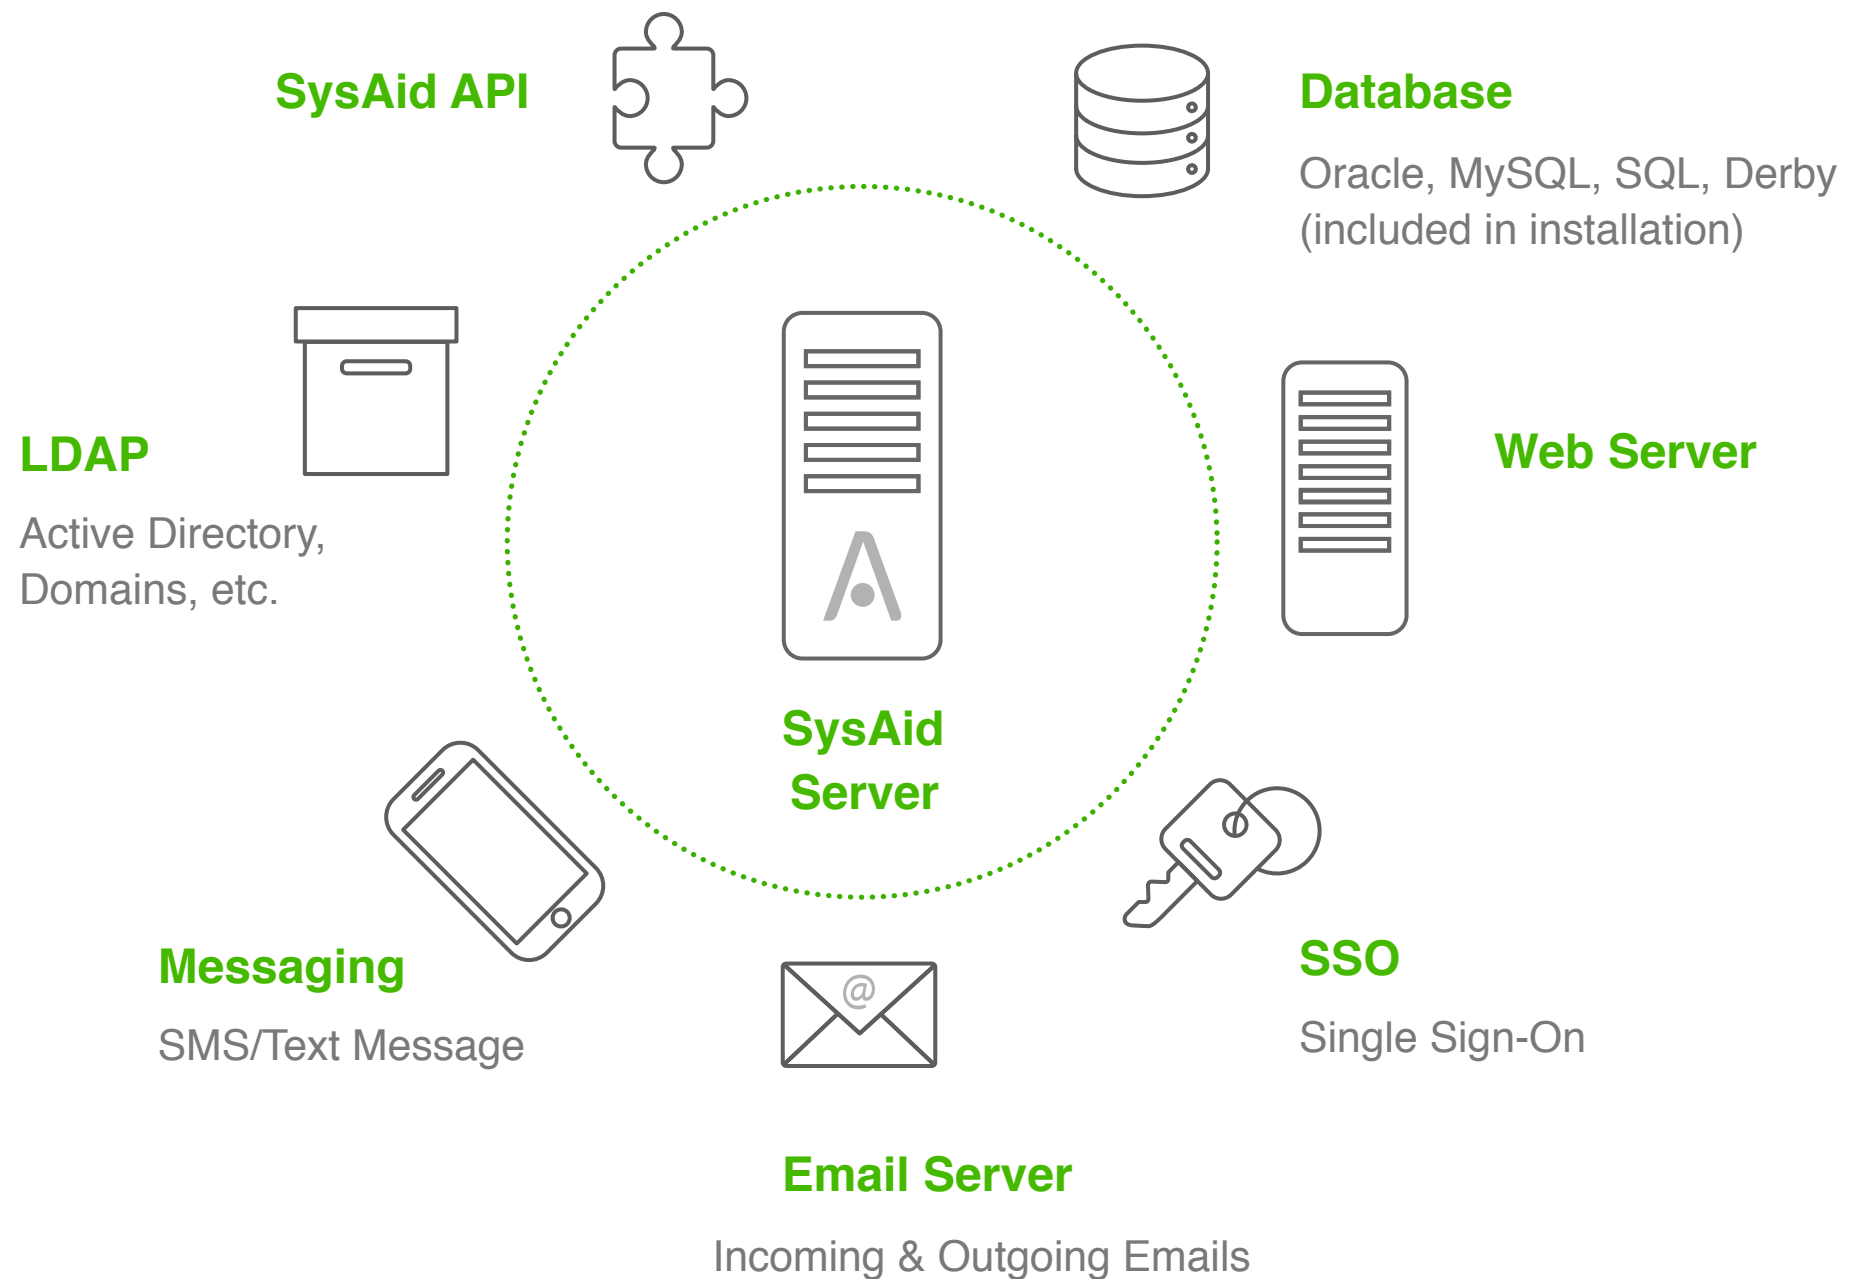 SysAid API
Database
Oracle, MySQL, SQL, Derby
(included in installation)
LDAP
Active Directory,
Domains, etc.
Web Server
SysAid
Server
Messaging
SMS/Text Message
@
SSO
Single Sign-On
Email Server
Incoming & Outgoing Emails